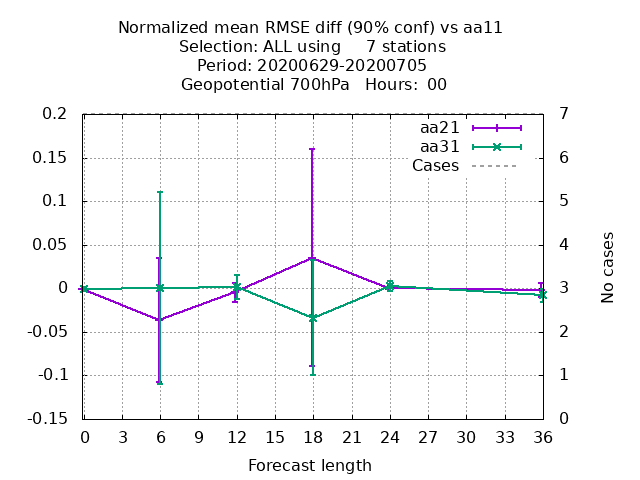 Normalized mean RMSE diff (90% conf) vs aa11
Selection: ALL using     7 stations
Period: 20200629-20200705
Geopotential 700hPa   Hours:  00
0.2
0.15
0.1
0.05
0
-0.05
-0.1
-0.15
7
6
5
4
3
2
1
0
aa21
aa31
Cases
No cases
0 3 6 9 12 15 18 21 24 27 30 33 36
Forecast length